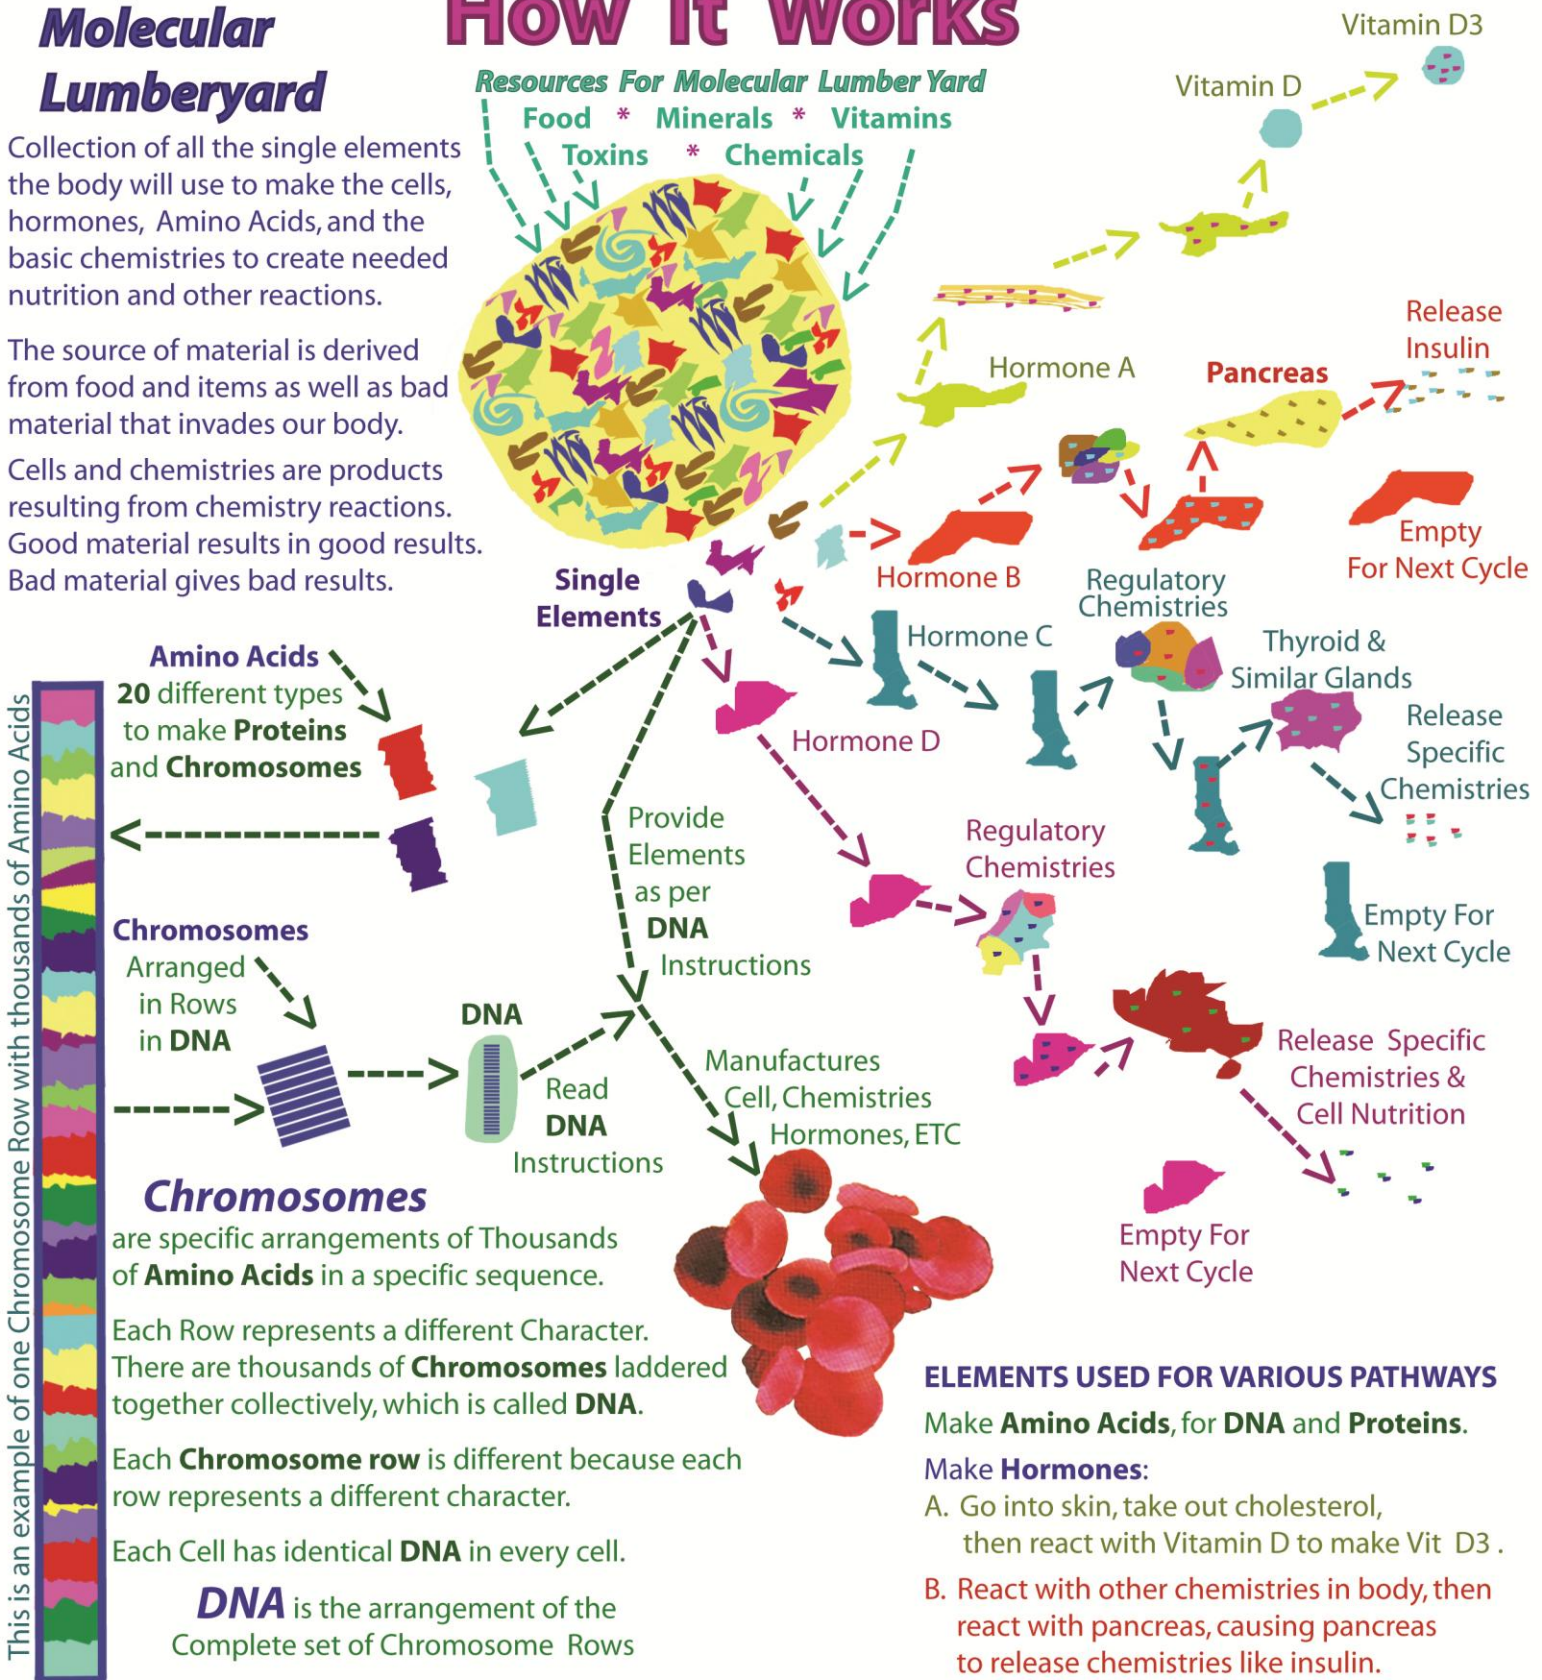 Molecular
Lumberyard
How It Works
Resources For Molecular Lumber Yard
Food * Minerals * Vitamins
Toxins * Chemicals
Collection of all the single elements
the body will use to make the cells,
hormones, Amino Acids, and the
basic chemistries to create needed
nutrition and other reactions.
The source of material is derived
from food and items as well as bad
material that invades our body.
Cells and chemistries are products
resulting from chemistry reactions.
Good material results in good results.
Bad material gives bad results.
Vitamin D3
Vitamin D
Hormone A
Release
Insulin
Pancreas
Empty
For Next Cycle
Hormone B
Single
Elements
Regulatory
Chemistries
Hormone C
Thyroid &
Similar Glands
Release
Specific
Chemistries
Hormone D
Empty For
Next Cycle
Regulatory
Chemistries
Release Specific
Chemistries &
Cell Nutrition
Empty For
Next Cycle
Amino Acids
20 different types
to make Proteins
and Chromosomes
Provide
Elements
as per
DNA
Instructions
Chromosomes
Arranged
in Rows
in DNA
DNA
Read
DNA
Instructions
Manufactures
Cell, Chemistries
Hormones, ETC
This is an example of one Chromosome Row with thousands of Amino Acids
Chromosomes
are specific arrangements of Thousands
of Amino Acids in a specific sequence.
Each Row represents a different Character.
There are thousands of Chromosomes laddered
together collectively, which is called DNA.
Each Chromosome row is different because each
row represents a different character.
Each Cell has identical DNA in every cell.
DNA is the arrangement of the
Complete set of Chromosome Rows
ELEMENTS USED FOR VARIOUS PATHWAYS
Make Amino Acids, for DNA and Proteins.
Make Hormones:
A. Go into skin, take out cholesterol,
then react with Vitamin D to make Vit D3 .
B. React with other chemistries in body, then
react with pancreas, causing pancreas
to release chemistries like insulin.